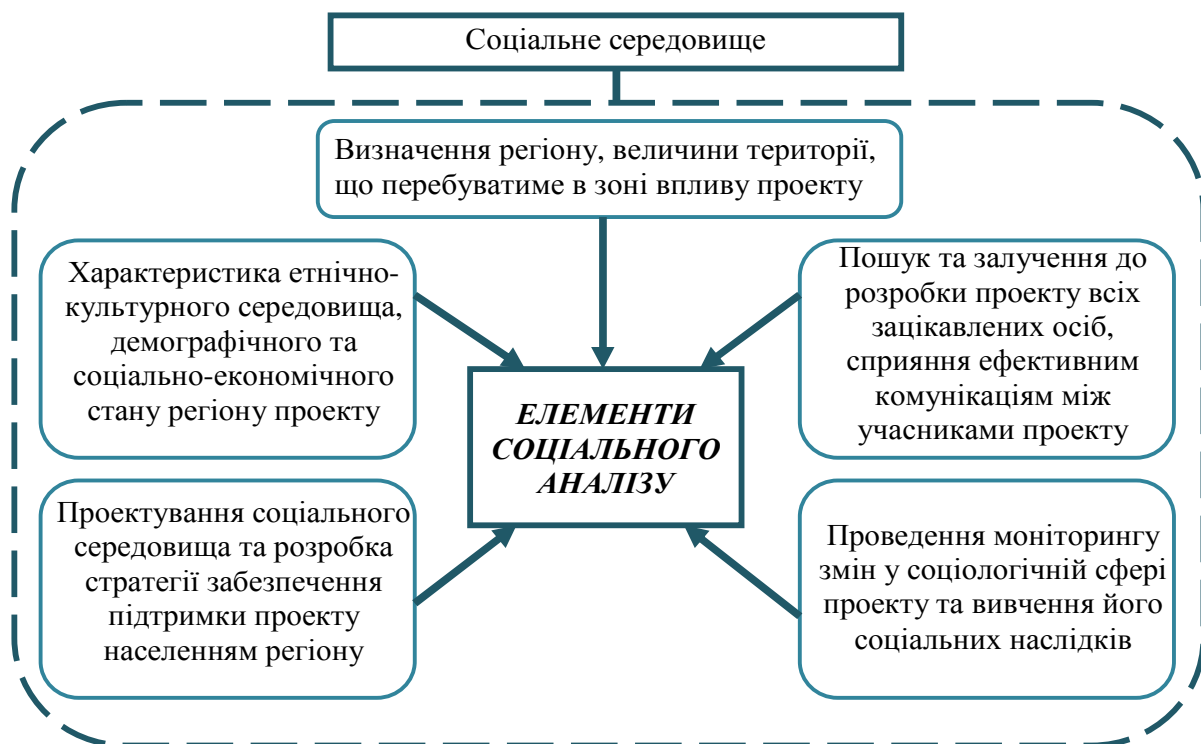 Соціальне середовище
Визначення регіону, величини території,
що перебуватиме в зоні впливу проекту
Характеристика етнічно-
культурного середовища,
демографічного та
соціально-економічного
стану регіону проекту
Пошук та залучення до
розробки проекту всіх
зацікавлених осіб,
сприяння ефективним
комунікаціям між
учасниками проекту
ЕЛЕМЕНТИ
СОЦІАЛЬНОГО
АНАЛІЗУ
Проектування соціального
середовища та розробка
стратегії забезпечення
підтримки проекту
населенням регіону
Проведення моніторингу
змін у соціологічній сфері
проекту та вивчення його
соціальних наслідків